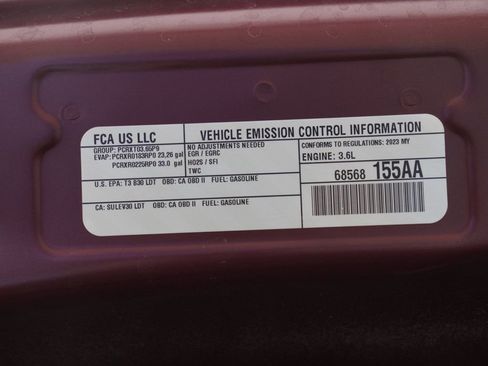 FCA US LLC
VEHICLE EMISSION CONTROL INFORMATION
GROUP: PCRXT03.65P9
EVAP: PCRXR0183RP0 23,26 gal
PCRXR0225RP0 33.0 gal
NO ADJUSTMENTS NEEDED
EGR / EGRC
HO2S / SFI
TWC
CONFORMS TO REGULATIONS: 2023 MY
ENGINE: 3.6L
68568 155AA
U.S. EPA: T3 B30 LDT OBD: CA OBD II FUEL: GASOLINE
CA: SULEV30 LDT OBD: CA OBD II FUEL: GASOLINE